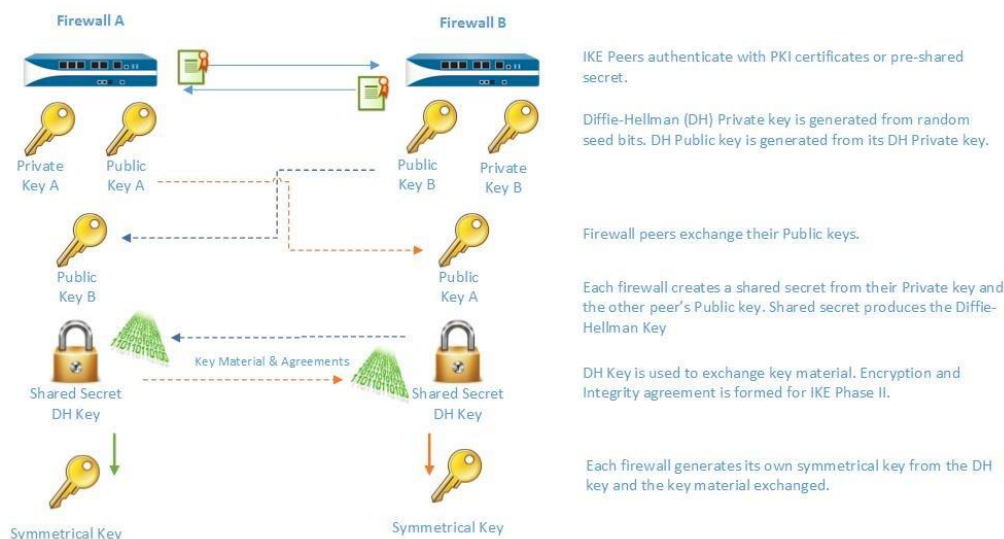 Firewall A
Firewall B
IKE Peers authenticate with PKI certificates or pre-shared
secret.
Private
Key A
Public
Key A
Public
Key B
Private
Key B
Diffie-Hellman (DH) Private key is generated from random
seed bits. DH Public key is generated from its DH Private key.
Public
Key B
Public
Key A
Firewall peers exchange their Public keys.
Each firewall creates a shared secret from their Private key and
the other peer's Public key. Shared secret produces the Diffie-
Hellman Key
Key Material & Agreements
Shared Secret
DH Key
Shared Secret
DH Key
DH Key is used to exchange key material. Encryption and
Integrity agreement is formed for IKE Phase II.
Each firewall generates its own symmetrical key from the DH
key and the key material exchanged.
Symmetrical Key
Symmetrical Key